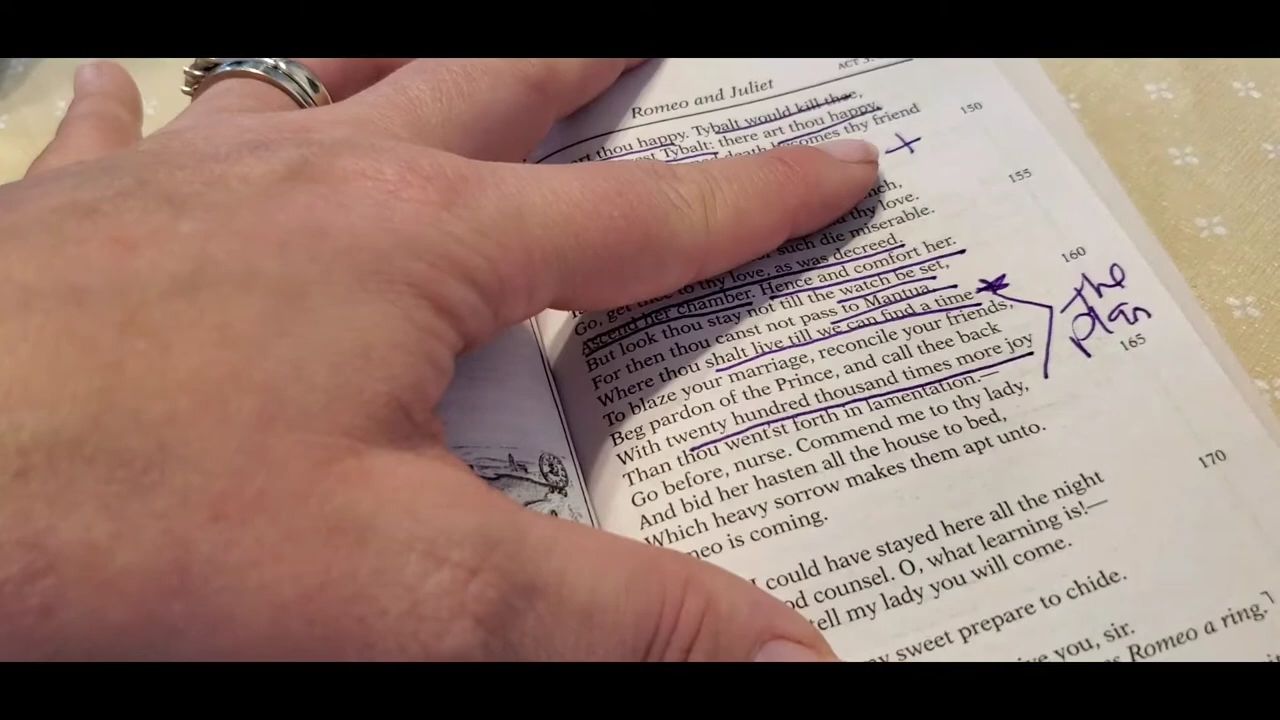 Romeo and Juliet ACT 3.
art thou happy. Tybalt would kill thee,
Tybalt: there art thou happy.
death becomes thy friend 150
+
155
thy love.
such die miserable.
Go, get thee to thy love, as was decreed.
Ascend her chamber. Hence and comfort her. 160
But look thou stay not till the watch be set,
For then thou canst not pass to Mantua,
Where thou shalt live till we can find a time
the
plan
To blaze your marriage, reconcile your friends,
Beg pardon of the Prince, and call thee back 165
With twenty hundred thousand times more joy
Than thou went'st forth in lamentation.—
Go before, nurse. Commend me to thy lady,
And bid her hasten all the house to bed,
Which heavy sorrow makes them apt unto. 170
is coming.
I could have stayed here all the night
counsel. O, what learning is!—
tell my lady you will come.
sweet prepare to chide.
you, sir.
Romeo a ring.